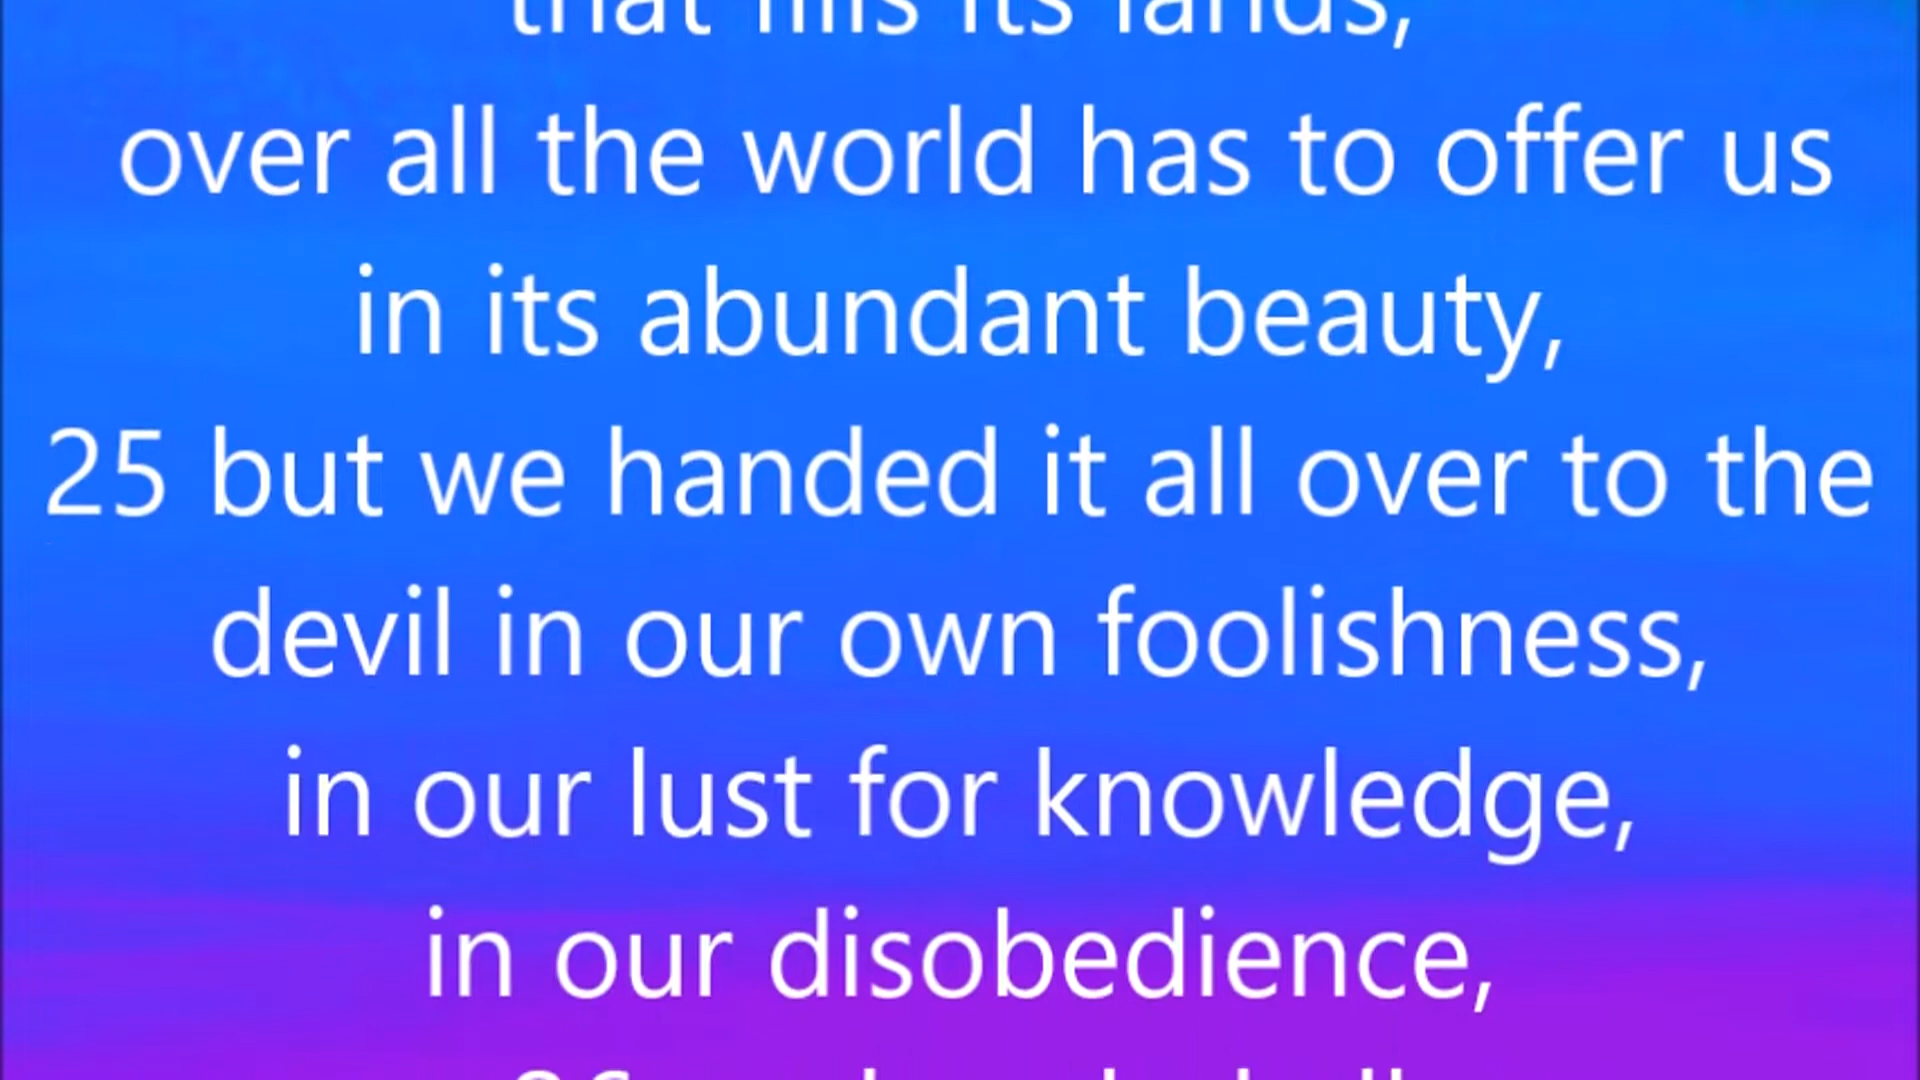 that fills its lands,
over all the world has to offer us
in its abundant beauty,
25 but we handed it all over to the
devil in our own foolishness,
in our lust for knowledge,
in our disobedience,
26